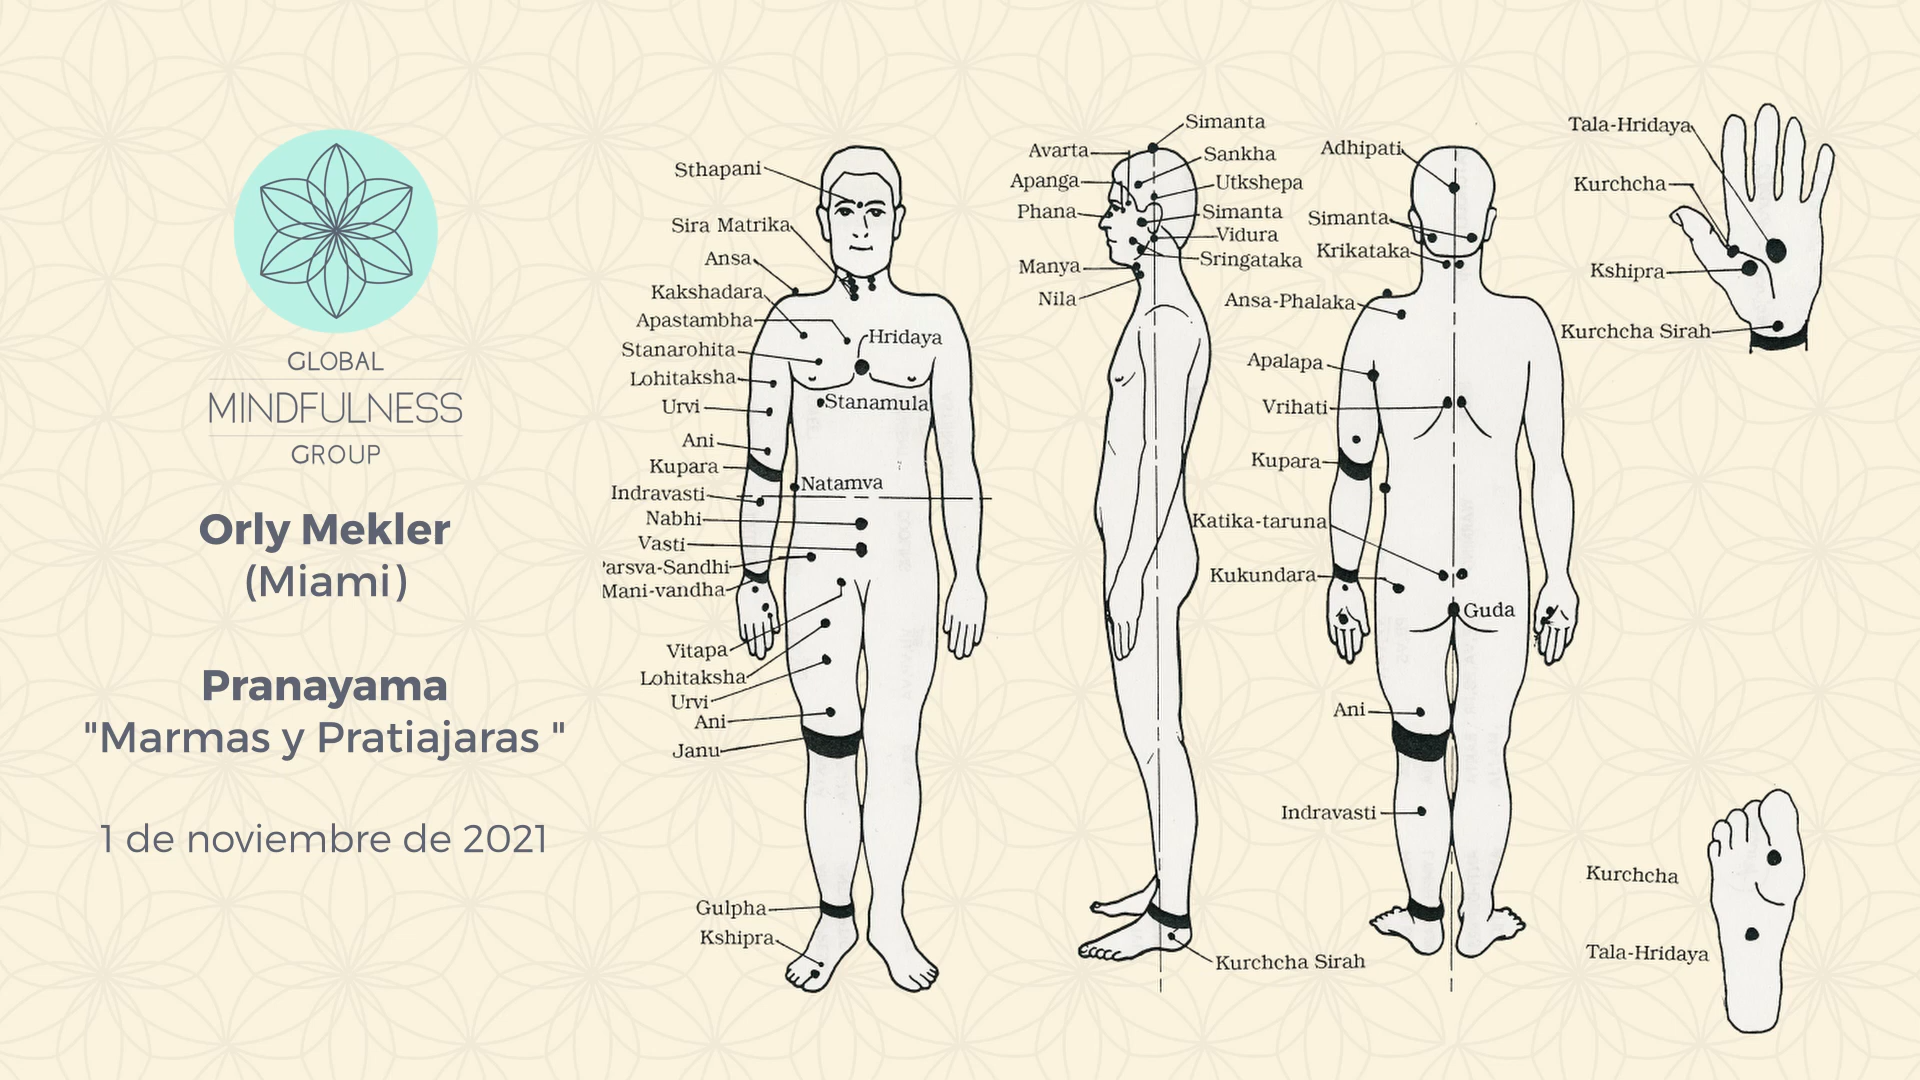 GLOBAL
MINDFULNESS
GROUP
Orly Mekler
(Miami)
Pranayama
"Marmas y Pratiajaras "
1 de noviembre de 2021
Sthapani
Sira Matrika
Ansa
Kakshadara
Apastambha
Hridaya
Stanarohita
Lohitaksha
Stanamula
Urvi
Ani
Kupara
Natamva
Indravasti
Nabhi
Vasti
'arsva-Sandhi
Mani-vandha
Vitapa
Lohitaksha
Urvi
Ani
Janu
Gulpha
Kshipra
Simanta
Avarta
Sankha
Apanga
Utkshepa
Phana
Simanta
Vidura
Sringataka
Manya
Nila
Kurchcha Sirah
Adhipati
Simanta
Krikataka
Ansa-Phalaka
Apalapa
Vrihati
Kupara
Katika-taruna
Kukundara
Guda
Ani
Indravasti
Tala-Hridaya
Kurchcha
Kshipra
Kurchcha Sirah
Kurchcha
Tala-Hridaya